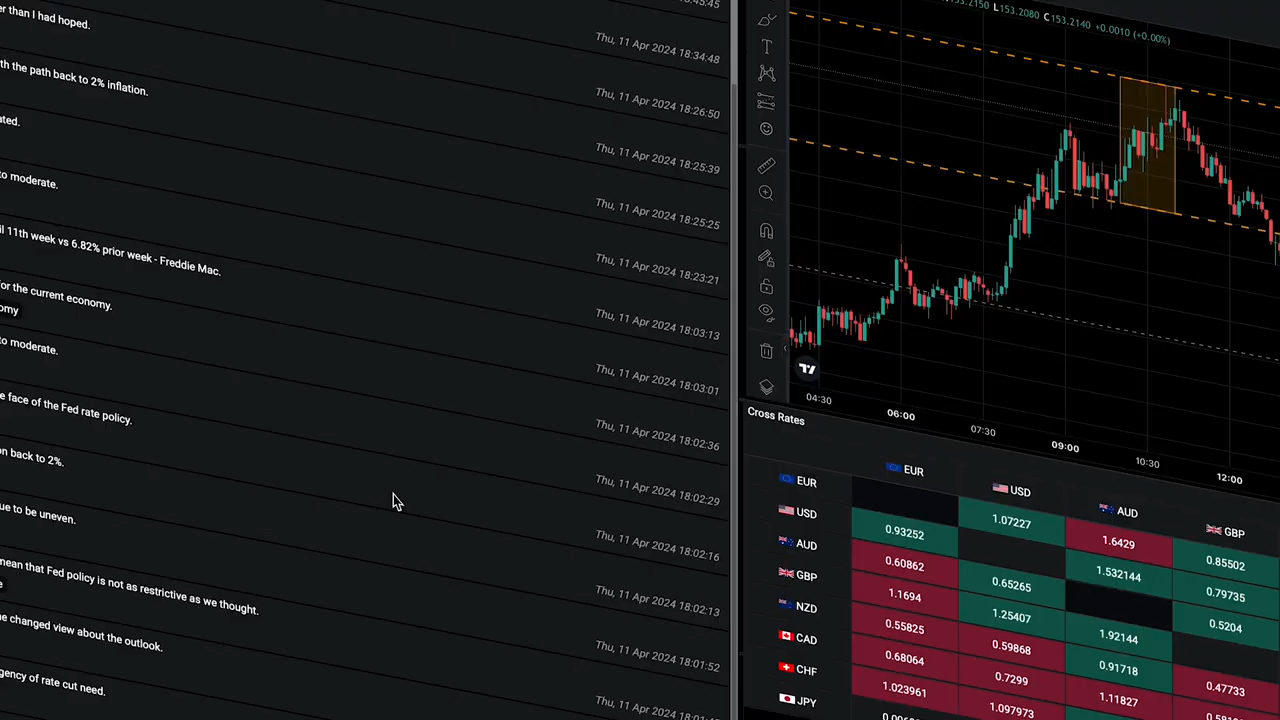 er than I had hoped.
Thu, 11 Apr 2024 18:34:48
th the path back to 2% inflation.
Thu, 11 Apr 2024 18:26:50
ated.
Thu, 11 Apr 2024 18:25:39
to moderate.
Thu, 11 Apr 2024 18:25:25
il 11th week vs 6.82% prior week - Freddie Mac.
Thu, 11 Apr 2024 18:23:21
for the current economy.
omy
Thu, 11 Apr 2024 18:03:13
to moderate.
Thu, 11 Apr 2024 18:03:01
e face of the Fed rate policy.
Thu, 11 Apr 2024 18:02:36
on back to 2%.
Thu, 11 Apr 2024 18:02:29
ue to be uneven.
Thu, 11 Apr 2024 18:02:16
mean that Fed policy is not as restrictive as we thought.
Thu, 11 Apr 2024 18:02:13
ne changed view about the outlook.
Thu, 11 Apr 2024 18:01:52
gency of rate cut need.
L 153.2080 C 153.2140 +0.0010 (+0.00%)
04:30 06:00 07:30 09:00 10:30 12:00
Cross Rates
EUR USD AUD GBP
EUR 1.07227 1.6429 0.85502
USD 0.93252 1.532144 0.79735
AUD 0.60862 0.65265 0.5204
GBP 1.1694 1.25407 1.92144
NZD 0.55825 0.59868 0.91718 0.47733
CAD 0.68064 0.7299 1.11827
CHF 1.023961 1.097973
JPY